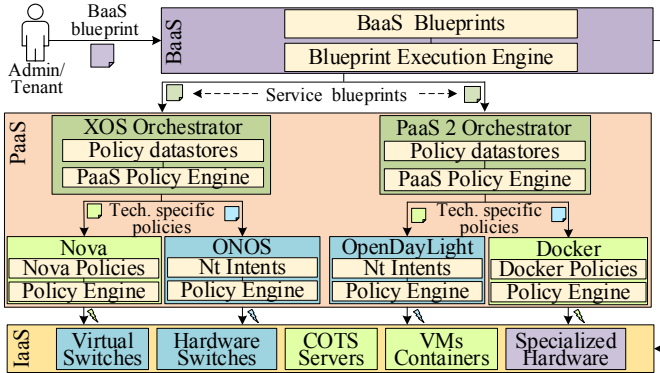 BaaS
blueprint
Admin/
Tenant
BaaS
BaaS Blueprints
Blueprint Execution Engine
Service blueprints
PaaS
XOS Orchestrator
Policy datastores
PaaS Policy Engine
PaaS 2 Orchestrator
Policy datastores
PaaS Policy Engine
Tech. specific
policies
Tech. specific
policies
Nova
Nova Policies
Policy Engine
ONOS
Nt Intents
Policy Engine
OpenDayLight
Nt Intents
Policy Engine
Docker
Docker Policies
Policy Engine
IaaS
Virtual
Switches
Hardware
Switches
COTS
Servers
VMs
Containers
Specialized
Hardware